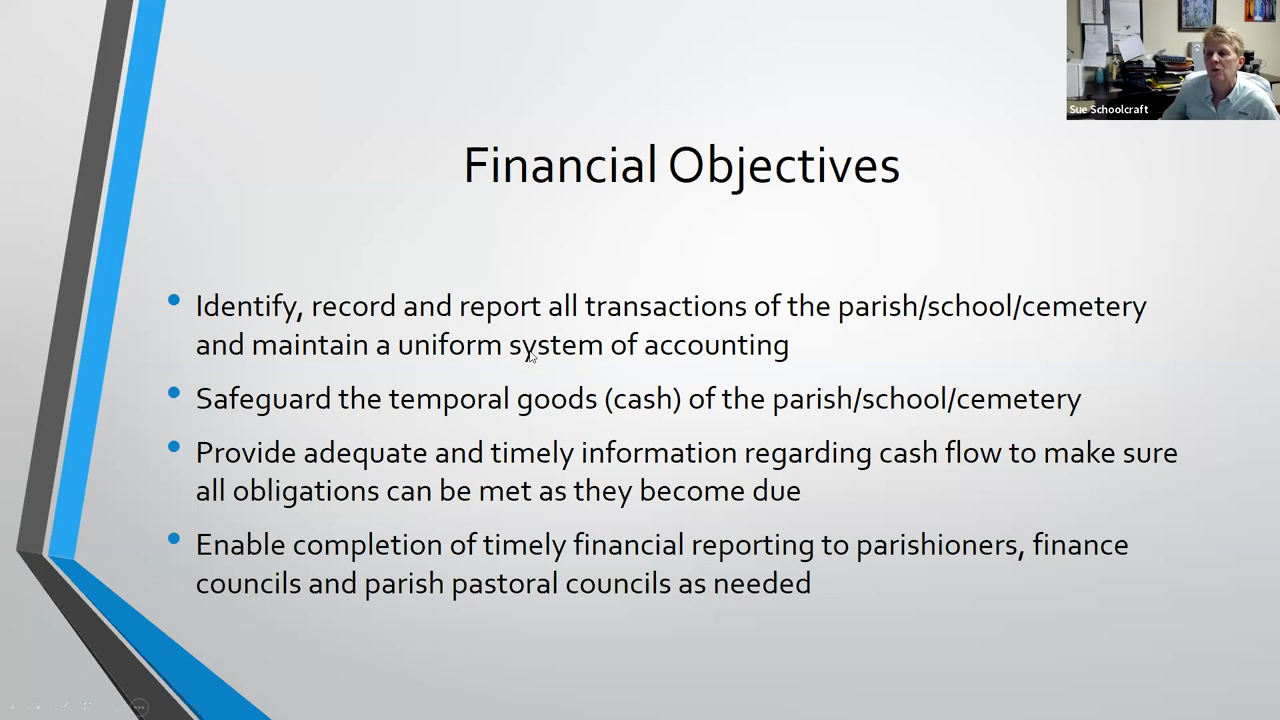 Sue Schoolcraft
Financial Objectives
Identify, record and report all transactions of the parish/school/cemetery
and maintain a uniform system of accounting
Safeguard the temporal goods (cash) of the parish/school/cemetery
Provide adequate and timely information regarding cash flow to make sure
all obligations can be met as they become due
Enable completion of timely financial reporting to parishioners, finance
councils and parish pastoral councils as needed